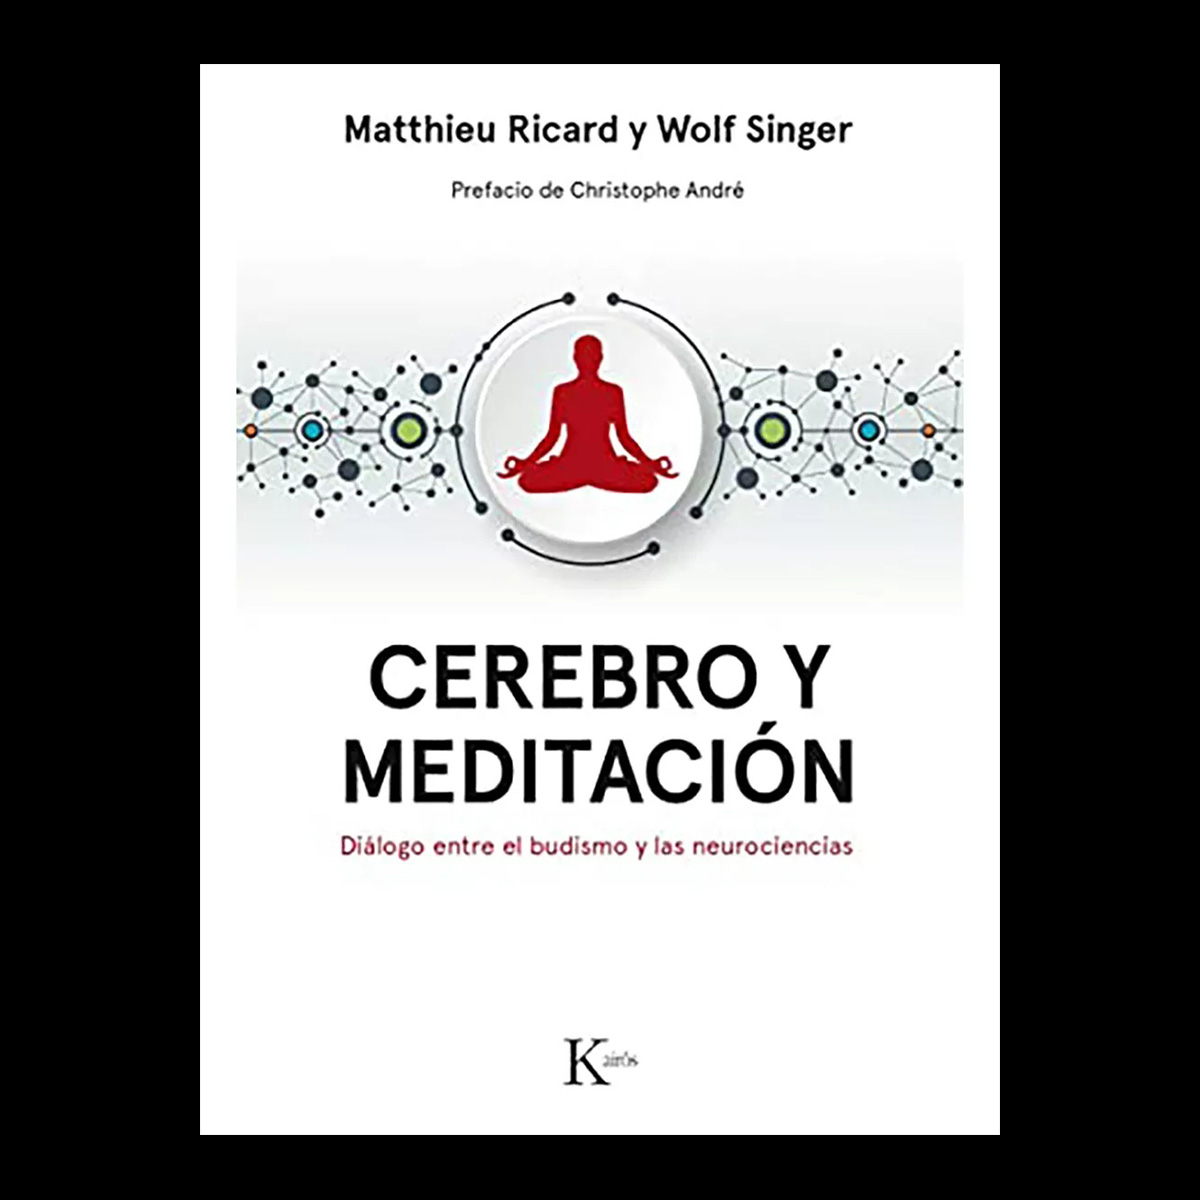 Matthieu Ricard y Wolf Singer
Prefacio de Christophe André
CEREBRO Y
MEDITACIÓN
Diálogo entre el budismo y las neurociencias
Kairós